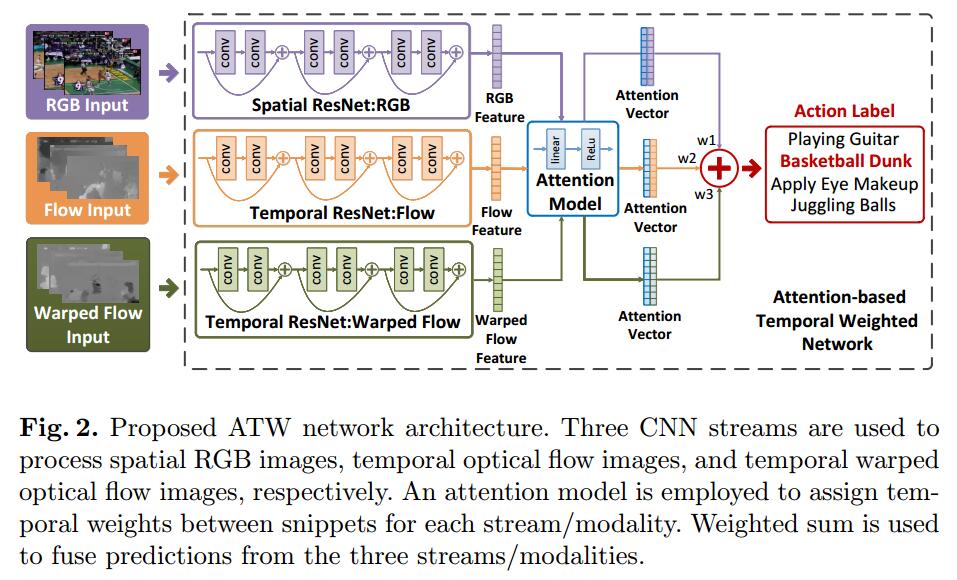 RGB Input
conv
conv
conv
conv
conv
conv
Spatial ResNet:RGB
RGB
Feature
Attention
Vector
Flow Input
conv
conv
conv
conv
conv
conv
Temporal ResNet:Flow
Flow
Feature
linear
ReLu
Attention
Model
Attention
Vector
w1
w2
w3
Action Label
Playing Guitar
Basketball Dunk
Apply Eye Makeup
Juggling Balls
Warped Flow
Input
conv
conv
conv
conv
conv
conv
Temporal ResNet:Warped Flow
Warped
Flow
Feature
Attention
Vector
Attention-based
Temporal Weighted
Network
Fig. 2. Proposed ATW network architecture. Three CNN streams are used to
process spatial RGB images, temporal optical flow images, and temporal warped
optical flow images, respectively. An attention model is employed to assign tem-
poral weights between snippets for each stream/modality. Weighted sum is used
to fuse predictions from the three streams/modalities.